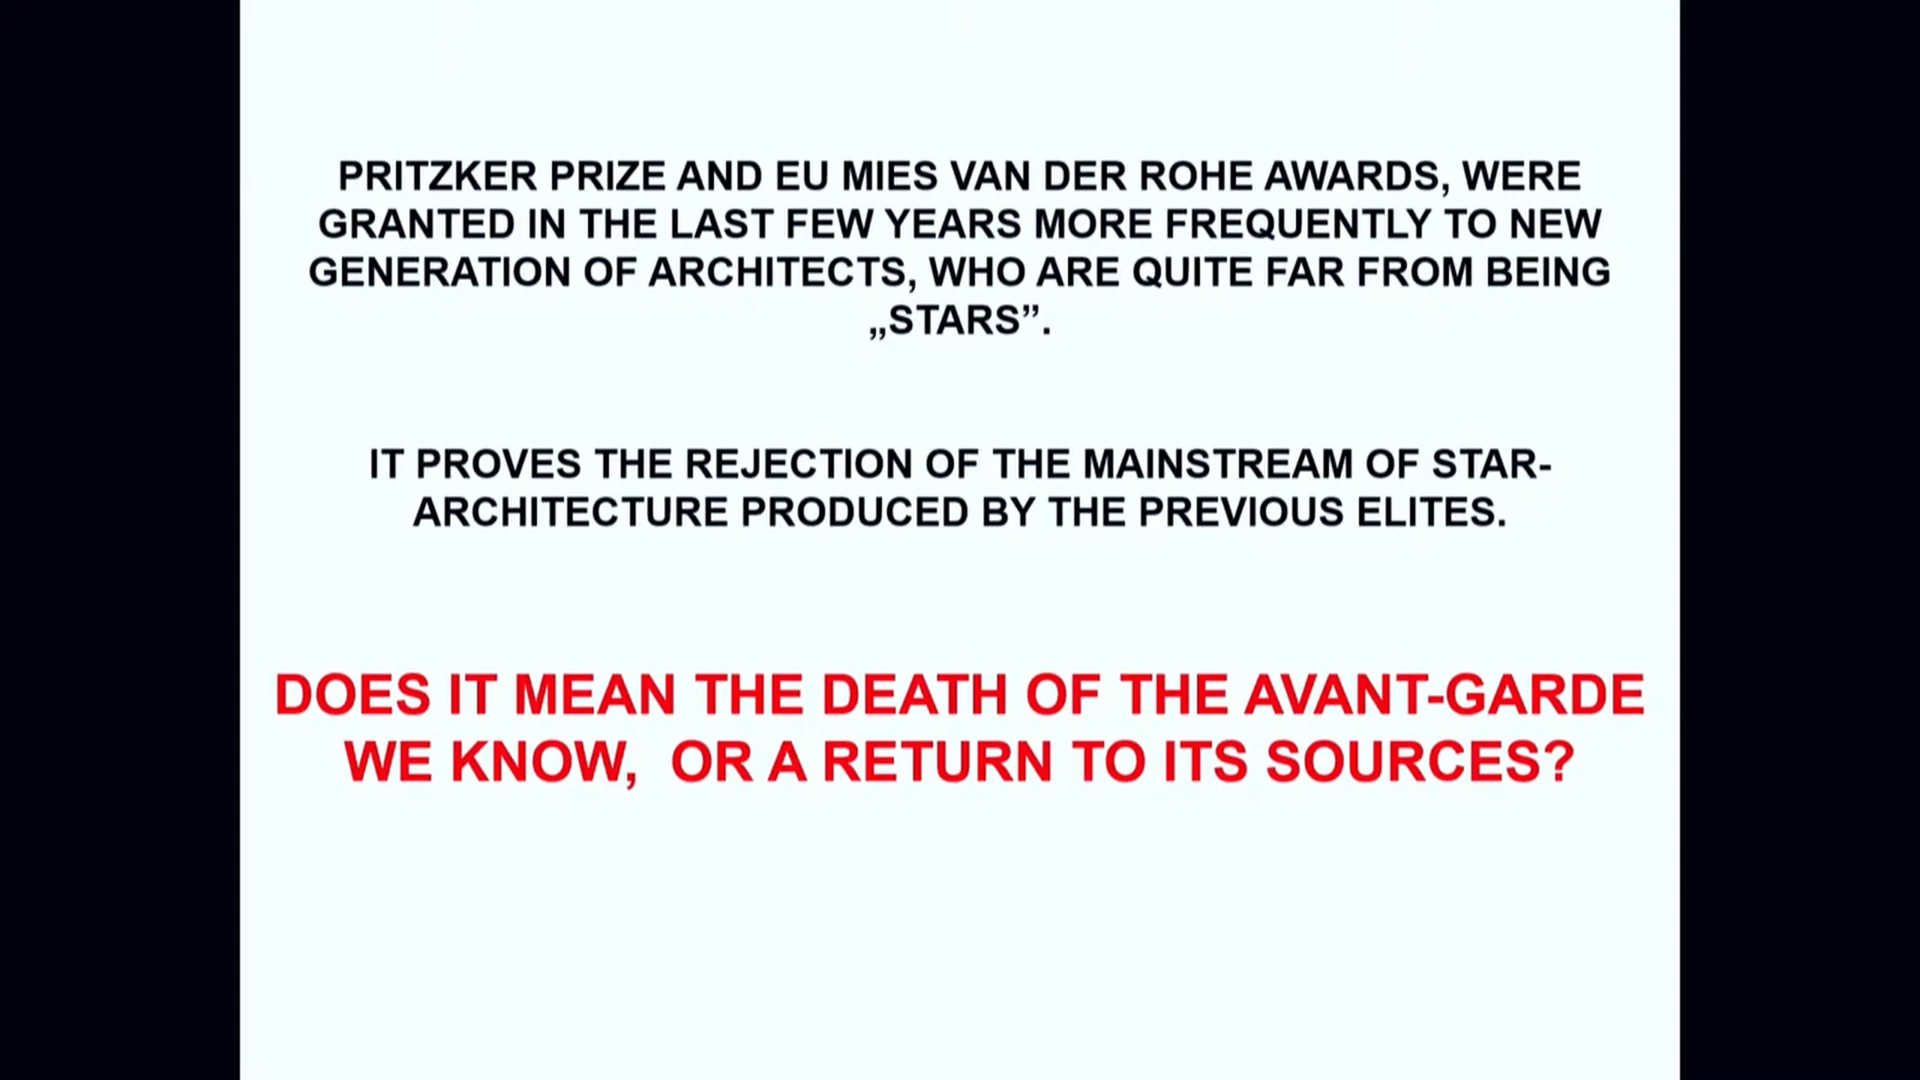 PRITZKER PRIZE AND EU MIES VAN DER ROHE AWARDS, WERE
GRANTED IN THE LAST FEW YEARS MORE FREQUENTLY TO NEW
GENERATION OF ARCHITECTS, WHO ARE QUITE FAR FROM BEING
„STARS”.
IT PROVES THE REJECTION OF THE MAINSTREAM OF STAR-
ARCHITECTURE PRODUCED BY THE PREVIOUS ELITES.
DOES IT MEAN THE DEATH OF THE AVANT-GARDE
WE KNOW,  OR A RETURN TO ITS SOURCES?